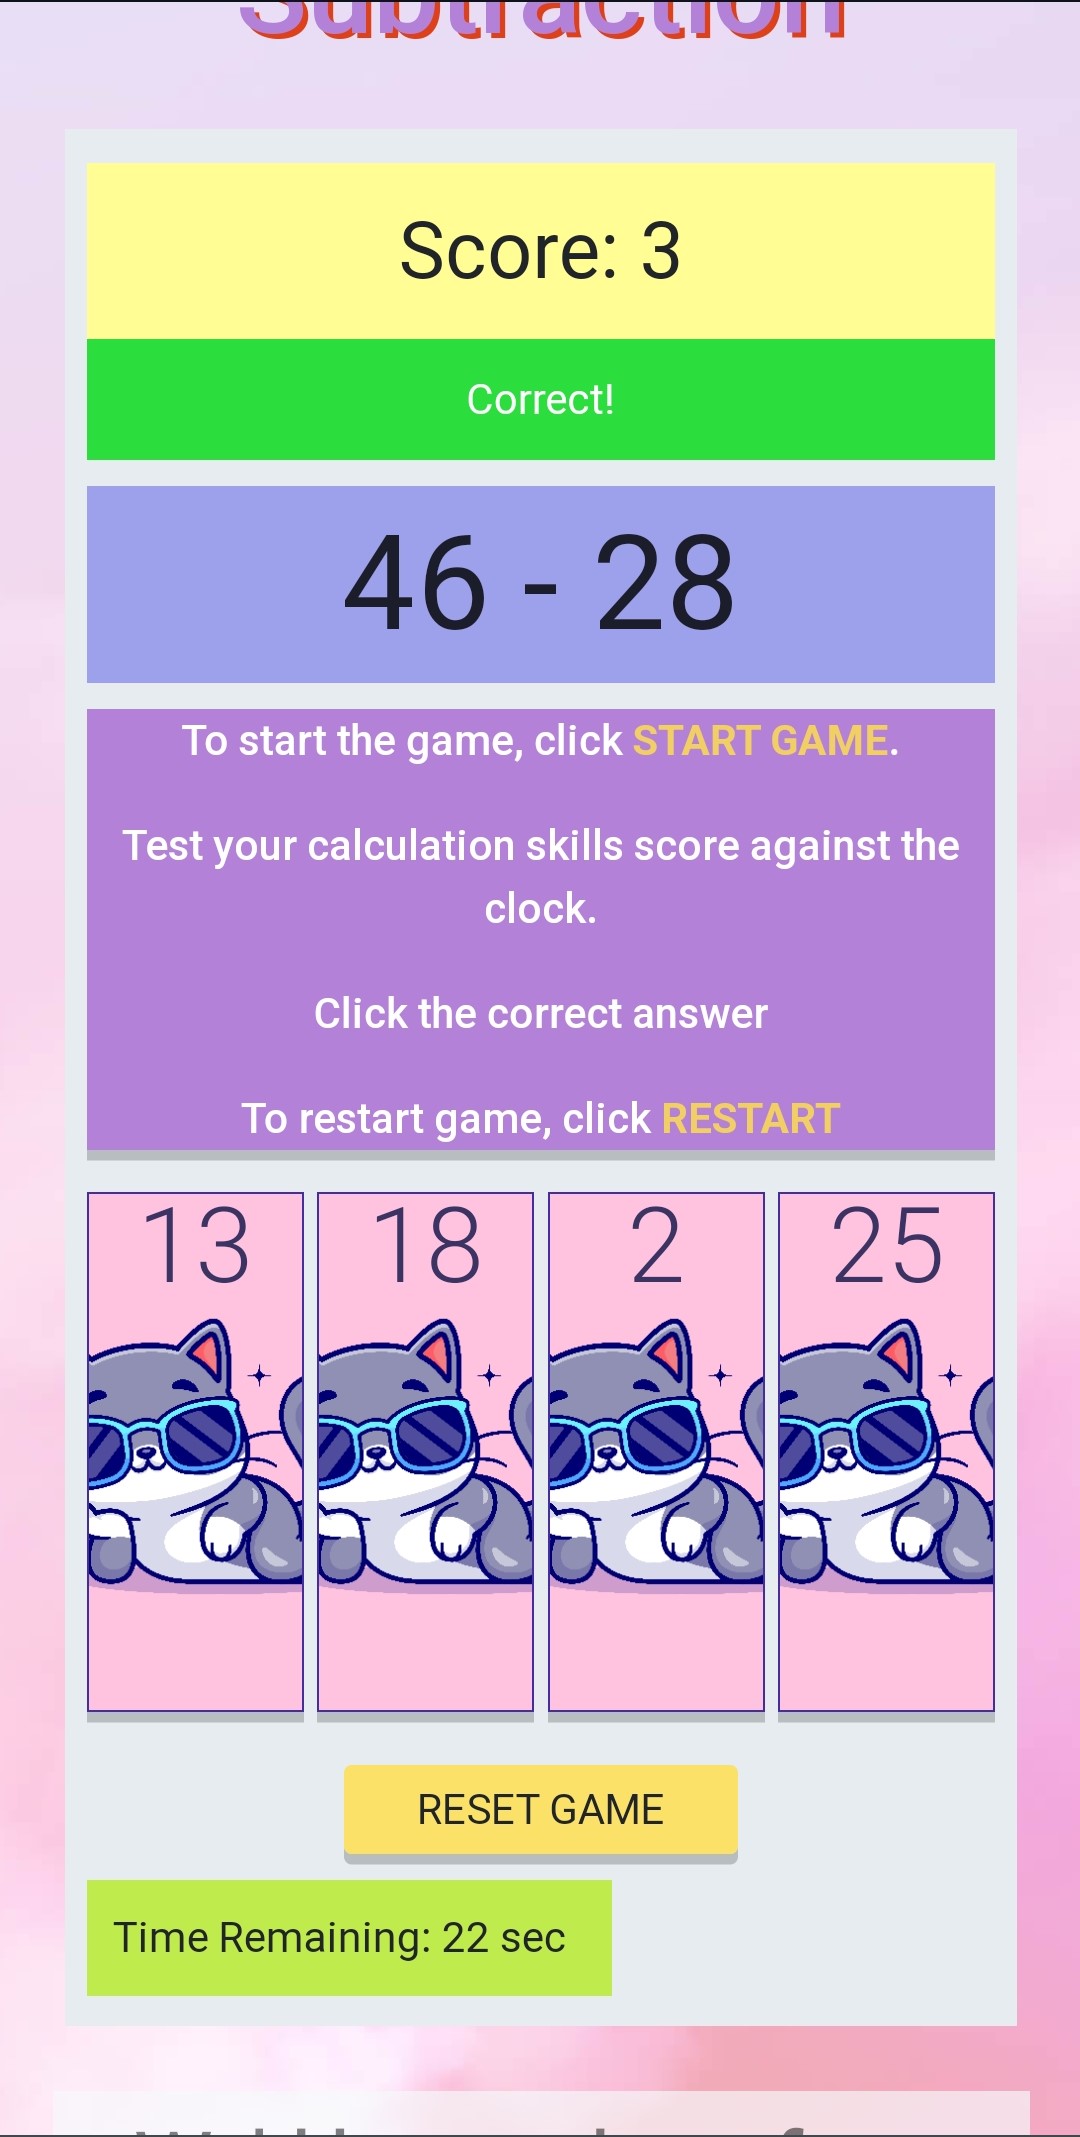 Subtraction
Score: 3
Correct!
46 - 28
To start the game, click START GAME.
Test your calculation skills score against the
clock.
Click the correct answer
To restart game, click RESTART
13 18 2 25
RESET GAME
Time Remaining: 22 sec